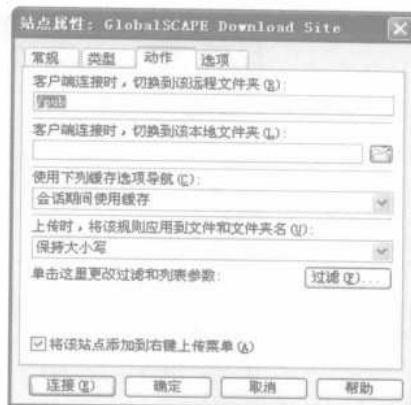 站点属性: GlobalSCAPE Download Site
常规 类型 动作 选项
客户端连接时，切换到该远程文件夹(R):
客户端连接时，切换到该本地文件夹(L):
使用下列缓存选项导航(C):
会话期间使用缓存
上传时，将该规则应用到文件和文件夹名(U):
保持大小写
单击这里更改过滤和列表参数: 过滤(F)...
将该站点添加到右键上传菜单(A)
连接(E) 确定 取消 帮助